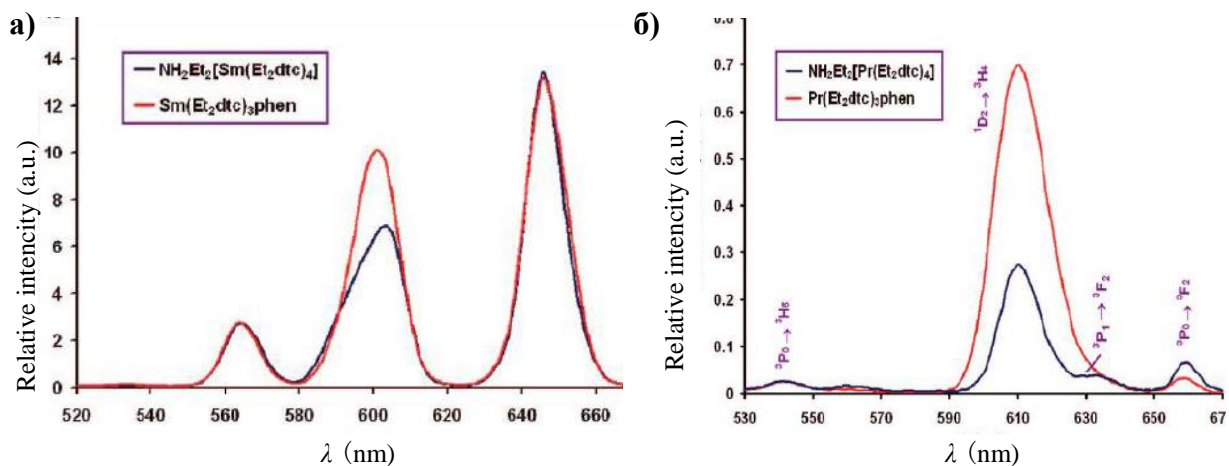 а)
NH₂Et₂[Sm(Et₂dtc)₄]
Sm(Et₂dtc)₃phen
Relative intencity (a.u.)
14
12
10
8
6
4
2
0
520 540 560 580 600 620 640 660
λ (nm)
б)
NH₂Et₂[Pr(Et₂dtc)₄]
Pr(Et₂dtc)₃phen
Relative intencity (a.u.)
0.8
0.7
0.6
0.5
0.4
0.3
0.2
0.1
0
³P₀ → ³H₅
¹D₂ → ³H₄
³P₁ → ³F₂
³P₀ → ³F₂
530 550 570 590 610 630 650 67
λ (nm)